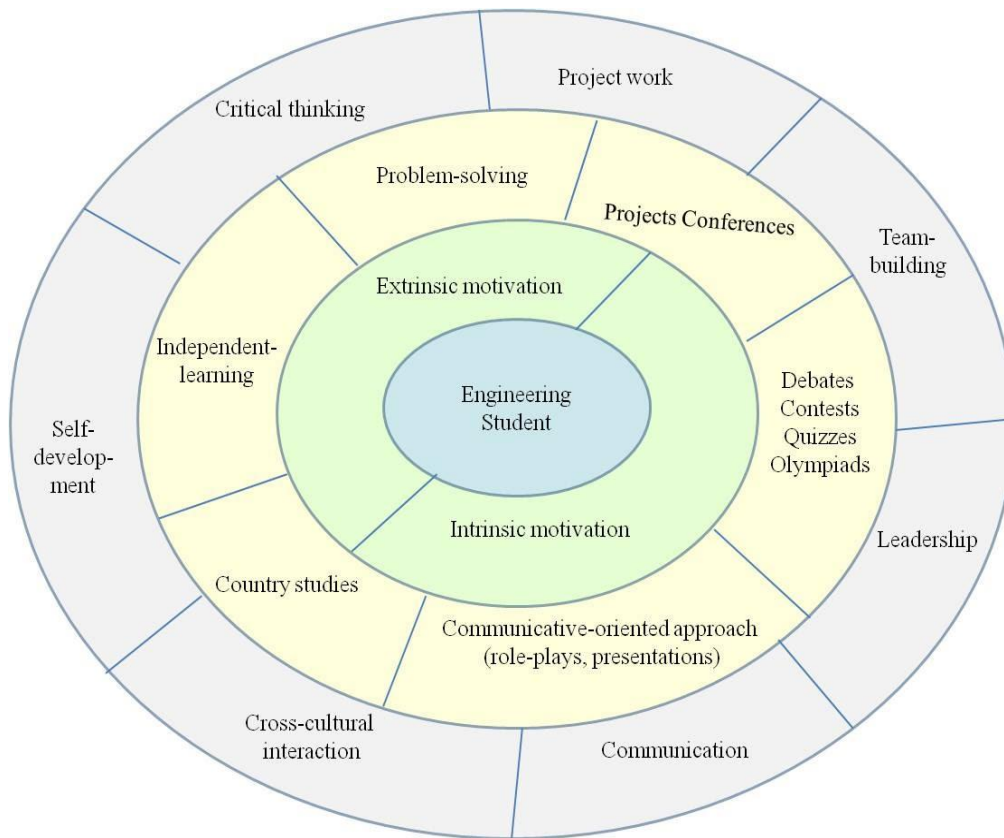 Project work
Critical thinking
Problem-solving
Projects Conferences
Team-
building
Extrinsic motivation
Independent-
learning
Engineering
Student
Debates
Contests
Quizzes
Olympiads
Self-
develop-
ment
Intrinsic motivation
Leadership
Country studies
Communicative-oriented approach
(role-plays, presentations)
Cross-cultural
interaction
Communication